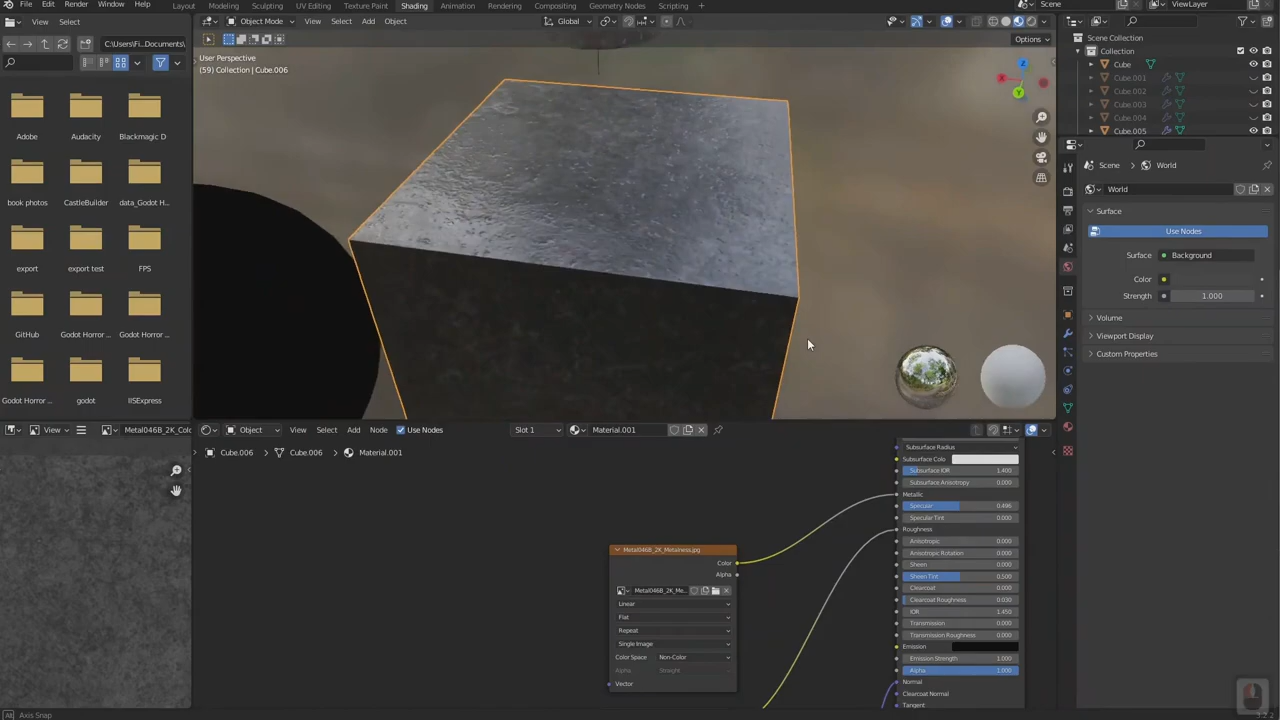 File Edit Render Window Help
Layout Modeling Sculpting UV Editing Texture Paint Shading Animation Rendering Compositing Geometry Nodes Scripting
Scene
ViewLayer
View Select
Object Mode View Select Add Object Global
C:\Users\Fi...Documents\
Options
Adobe
Audacity
Blackmagic D
book photos
CastleBuilder
data_Godot H...
export
export test
FPS
GitHub
Godot Horror ...
Godot Horror ...
Godot Horror ...
godot
IISExpress
User Perspective
(59) Collection | Cube.006
X
Y
Z
Scene Collection
Collection
Cube
Cube.001
Cube.002
Cube.003
Cube.004
Cube.005
Scene World
World
Surface
Use Nodes
Surface Background
Color
Strength 1.000
Volume
Viewport Display
Custom Properties
View Metal046B_2K_Colo
Object View Select Add Node Use Nodes Slot 1 Material.001
Cube.006 Cube.006 Material.001
Metal046B_2K_Metalness.jpg
Color
Alpha
Metal046B_2K_Me...
Linear
Flat
Repeat
Single Image
Color Space Non-Color
Alpha Straight
Vector
Subsurface Radius
Subsurface Colo
Subsurface IOR 1.400
Subsurface Anisotropy 0.000
Metallic
Specular 0.496
Specular Tint 0.000
Roughness
Anisotropic 0.000
Anisotropic Rotation 0.000
Sheen 0.000
Sheen Tint 0.500
Clearcoat 0.000
Clearcoat Roughness 0.030
IOR 1.450
Transmission 0.000
Transmission Roughness 0.000
Emission
Emission Strength 1.000
Alpha 1.000
Normal
Clearcoat Normal
Tangent
Axis Snap
3.2.2